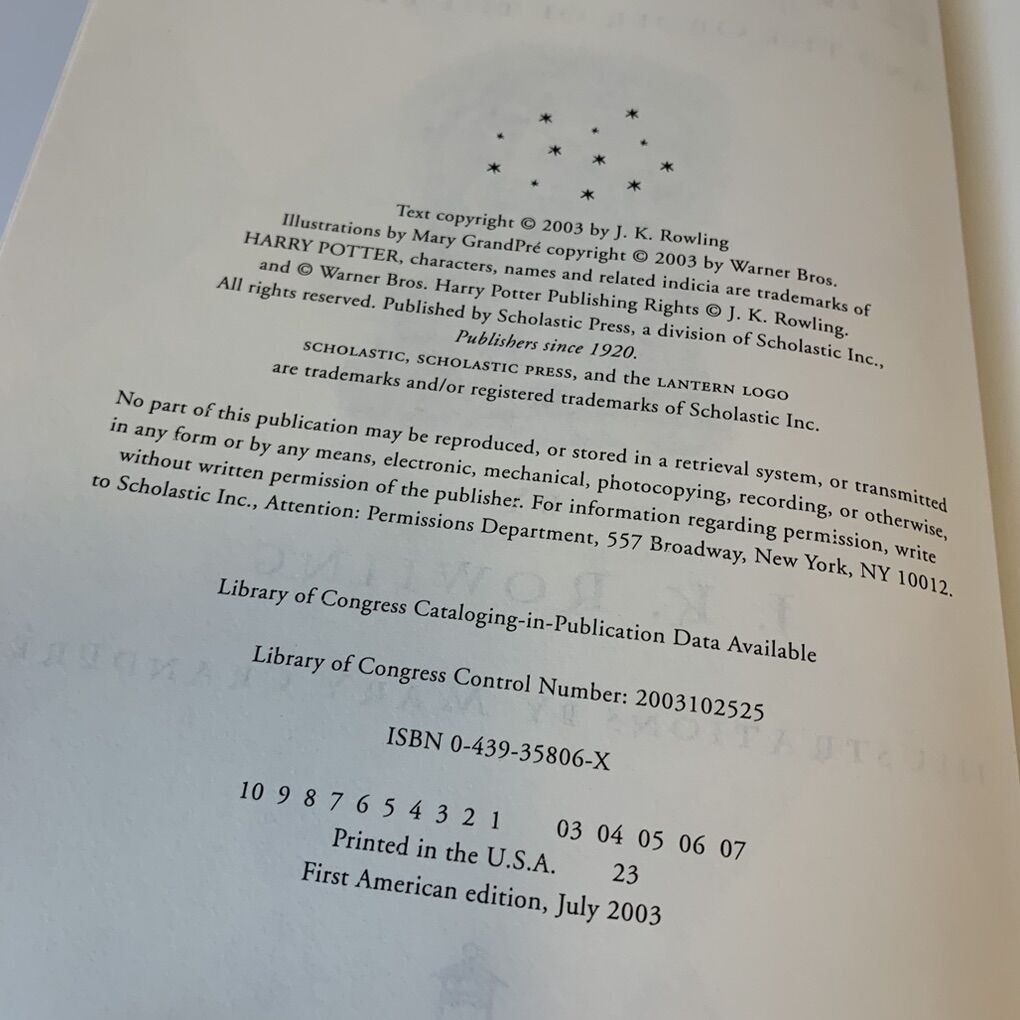 Text copyright © 2003 by J. K. Rowling
Illustrations by Mary GrandPré copyright © 2003 by Warner Bros.
HARRY POTTER, characters, names and related indicia are trademarks of
and © Warner Bros. Harry Potter Publishing Rights © J. K. Rowling.
All rights reserved. Published by Scholastic Press, a division of Scholastic Inc.,
Publishers since 1920.
SCHOLASTIC, SCHOLASTIC PRESS, and the LANTERN LOGO
are trademarks and/or registered trademarks of Scholastic Inc.
No part of this publication may be reproduced, or stored in a retrieval system, or transmitted
in any form or by any means, electronic, mechanical, photocopying, recording, or otherwise,
without written permission of the publisher. For information regarding permission, write
to Scholastic Inc., Attention: Permissions Department, 557 Broadway, New York, NY 10012.
Library of Congress Cataloging-in-Publication Data Available
Library of Congress Control Number: 2003102525
ISBN 0-439-35806-X
10 9 8 7 6 5 4 3 2 1 03 04 05 06 07
Printed in the U.S.A. 23
First American edition, July 2003